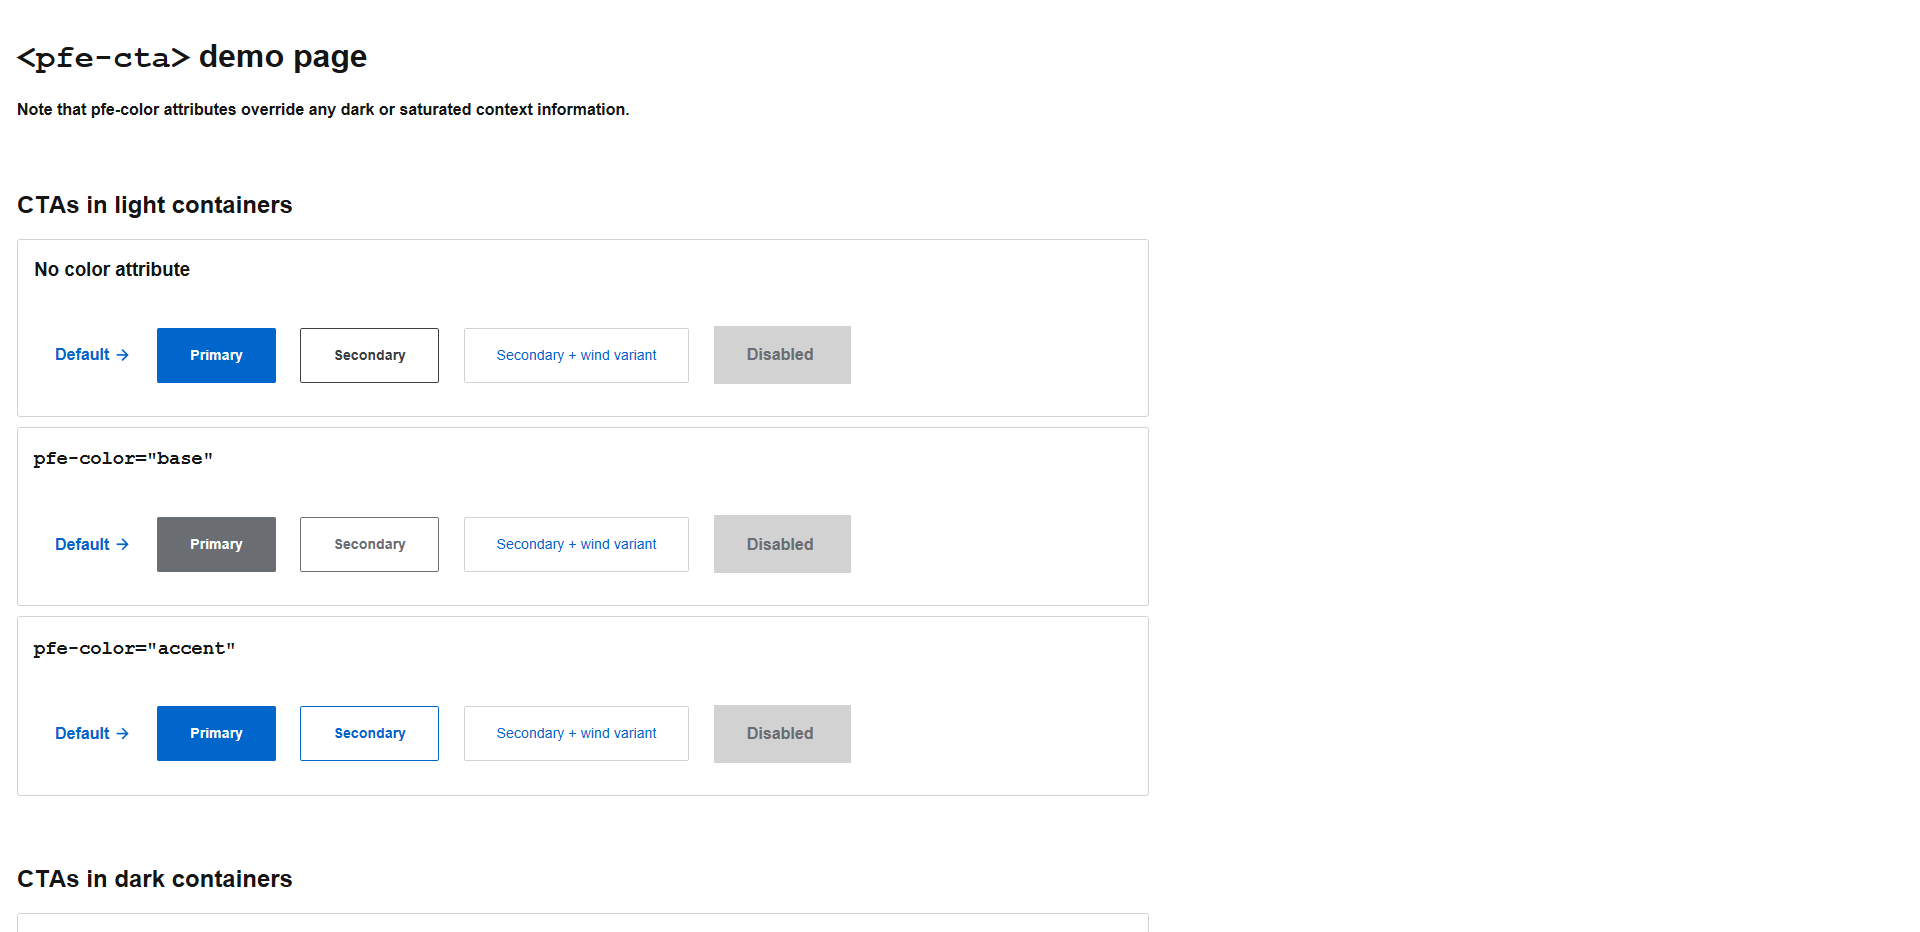 <pfe-cta> demo page
Note that pfe-color attributes override any dark or saturated context information.
CTAs in light containers
No color attribute
Default → Primary Secondary Secondary + wind variant Disabled
pfe-color="base"
Default → Primary Secondary Secondary + wind variant Disabled
pfe-color="accent"
Default → Primary Secondary Secondary + wind variant Disabled
CTAs in dark containers